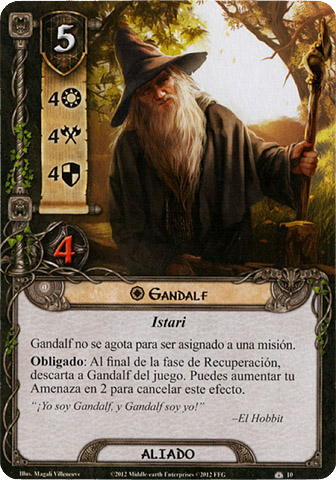 5
4
4
4
4
GANDALF
Istari
Gandalf no se agota para ser asignado a una misión.
Obligado: Al final de la fase de Recuperación,
descarta a Gandalf del juego. Puedes aumentar tu
Amenaza en 2 para cancelar este efecto.
“¡Yo soy Gandalf, y Gandalf soy yo!”
–El Hobbit
ALIADO
Illus. Magali Villeneuve
©2012 Middle-earth Enterprises ©2012 FFG
10